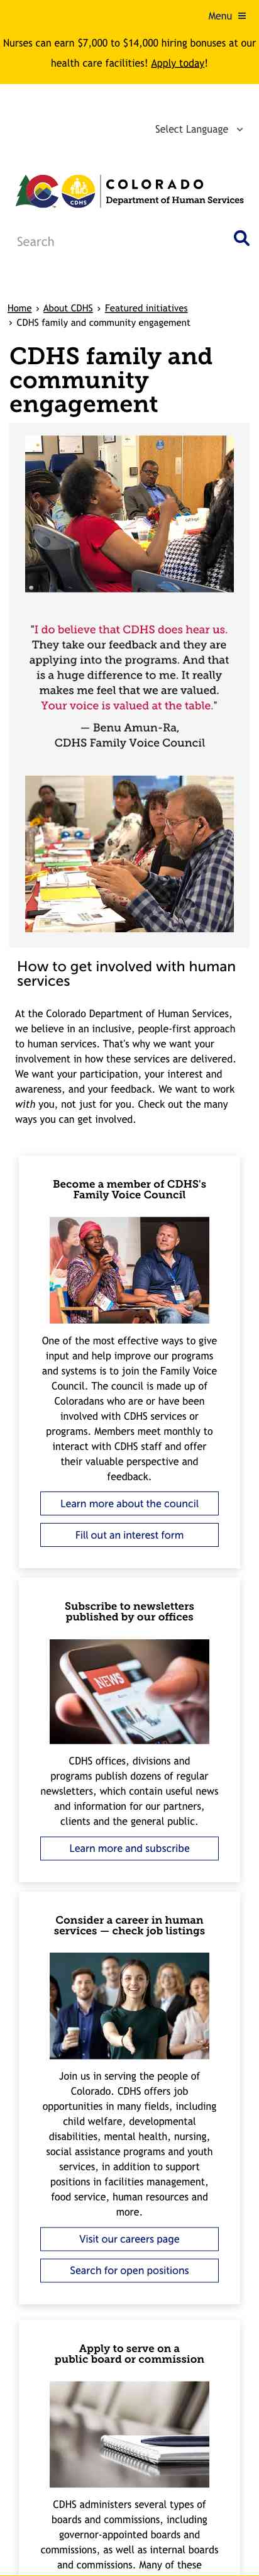 Menu ≡
Nurses can earn $7,000 to $14,000 hiring bonuses at our
health care facilities! Apply today!
Select Language
CDHS
COLORADO
Department of Human Services
Search
Home › About CDHS › Featured initiatives
› CDHS family and community engagement
CDHS family and
community
engagement
"I do believe that CDHS does hear us.
They take our feedback and they are
applying into the programs. And that
is a huge difference to me. It really
makes me feel that we are valued.
Your voice is valued at the table."
— Benu Amun-Ra,
CDHS Family Voice Council
How to get involved with human
services
At the Colorado Department of Human Services,
we believe in an inclusive, people-first approach
to human services. That's why we want your
involvement in how these services are delivered.
We want your participation, your interest and
awareness, and your feedback. We want to work
with you, not just for you. Check out the many
ways you can get involved.
Become a member of CDHS's
Family Voice Council
One of the most effective ways to give
input and help improve our programs
and systems is to join the Family Voice
Council. The council is made up of
Coloradans who are or have been
involved with CDHS services or
programs. Members meet monthly to
interact with CDHS staff and offer
their valuable perspective and
feedback.
Learn more about the council
Fill out an interest form
Subscribe to newsletters
published by our offices
NEWS
CDHS offices, divisions and
programs publish dozens of regular
newsletters, which contain useful news
and information for our partners,
clients and the general public.
Learn more and subscribe
Consider a career in human
services — check job listings
Join us in serving the people of
Colorado. CDHS offers job
opportunities in many fields, including
child welfare, developmental
disabilities, mental health, nursing,
social assistance programs and youth
services, in addition to support
positions in facilities management,
food service, human resources and
more.
Visit our careers page
Search for open positions
Apply to serve on a
public board or commission
CDHS administers several types of
boards and commissions, including
governor-appointed boards and
commissions, as well as internal boards
and commissions. Many of these